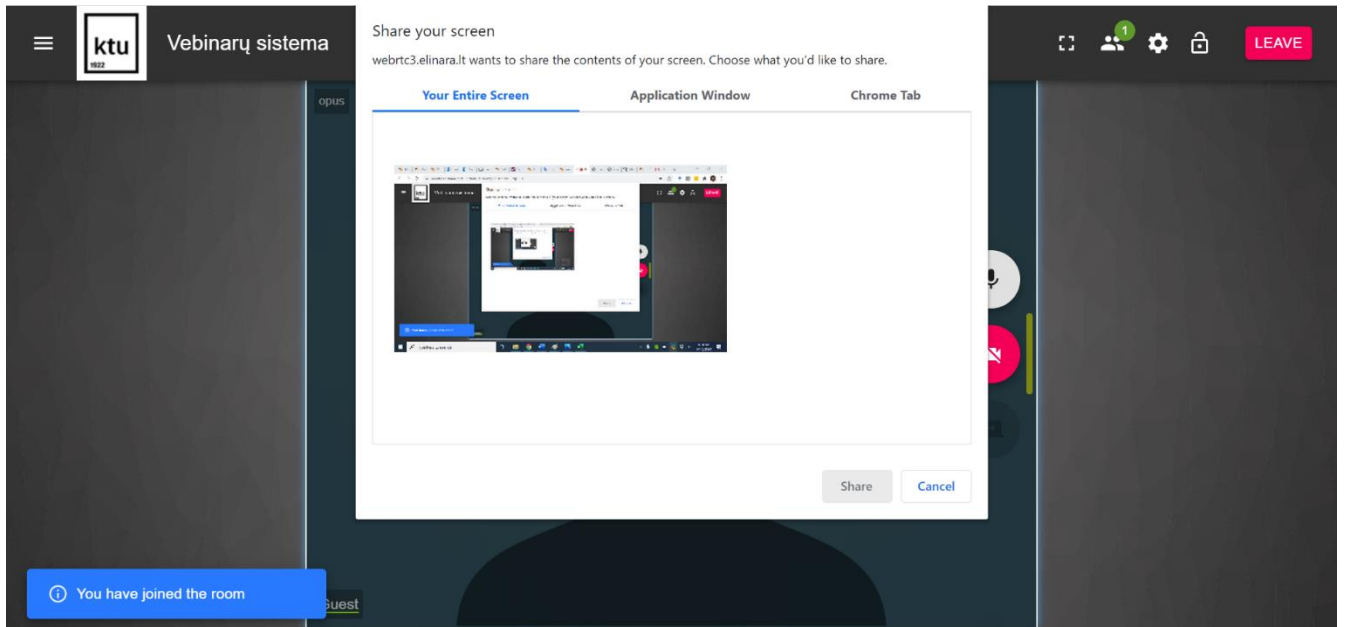 ktu
1922
Vebinarų sistema
Share your screen
webrtc3.elinara.lt wants to share the contents of your screen. Choose what you'd like to share.
Your Entire Screen
Application Window
Chrome Tab
1
LEAVE
opus
Share
Cancel
You have joined the room
Guest